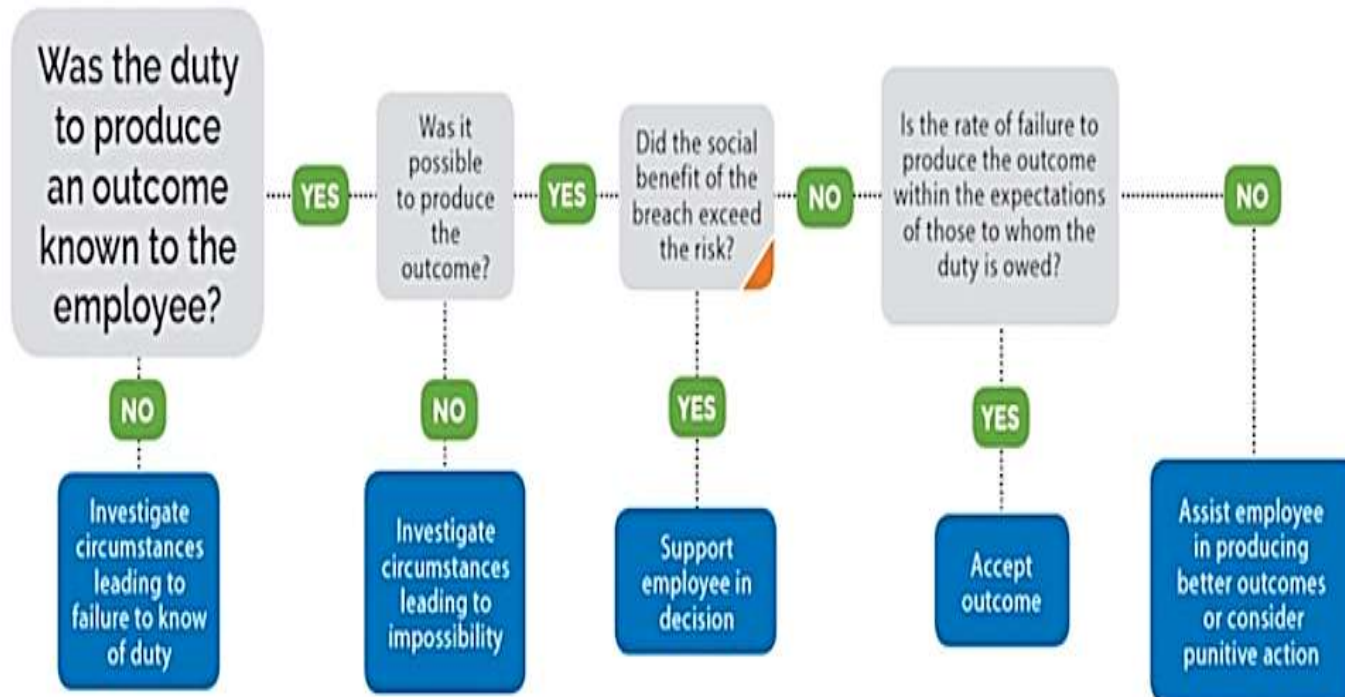 Was the duty
to produce
an outcome
known to the
employee?
YES
Was it
possible
to produce
the
outcome?
YES
Did the social
benefit of the
breach exceed
the risk?
NO
Is the rate of failure to
produce the outcome
within the expectations
of those to whom the
duty is owed?
NO
NO
NO
YES
YES
Investigate
circumstances
leading to
failure to know
of duty
Investigate
circumstances
leading to
impossibility
Support
employee in
decision
Accept
outcome
Assist employee
in producing
better outcomes
or consider
punitive action